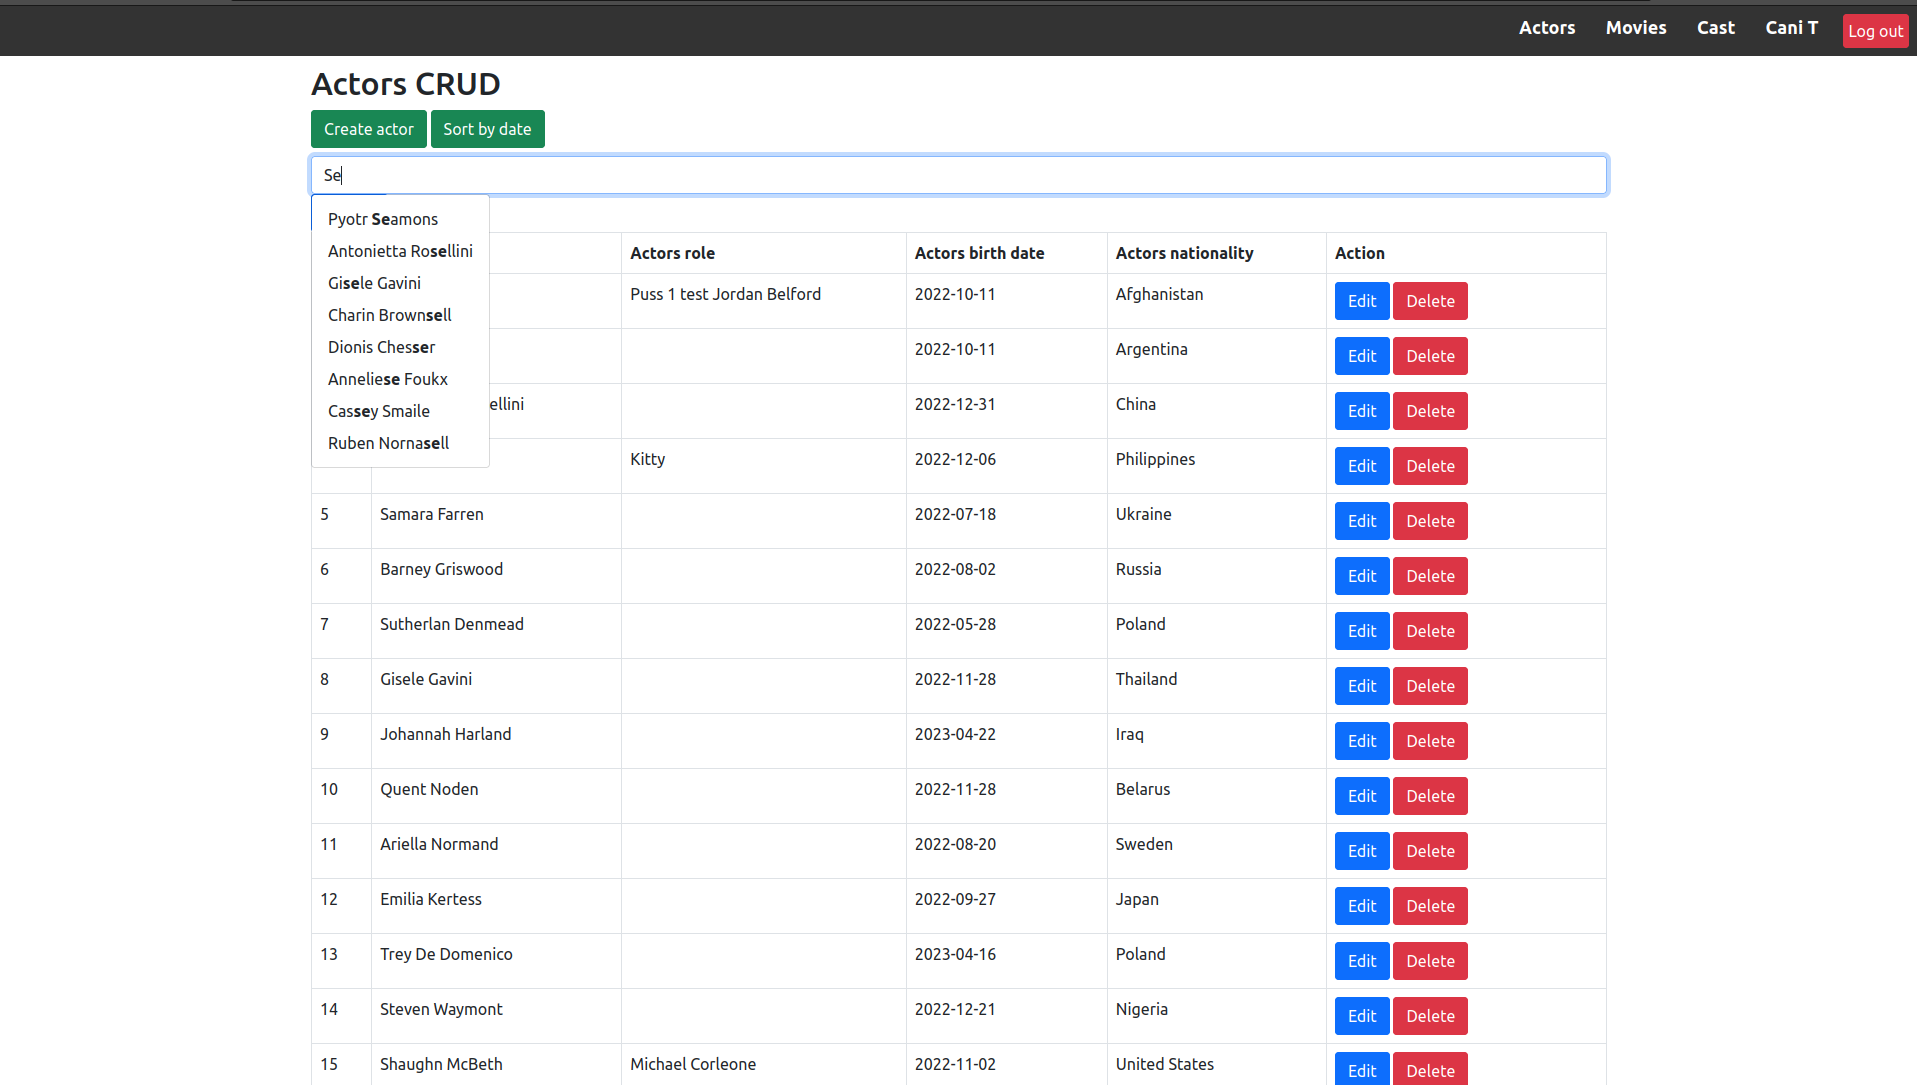 Actors Movies Cast Cani T Log out
Actors CRUD
Create actor Sort by date
Se
Pyotr Seamons
Antonietta Rosellini
Gisele Gavini
Charin Brownsell
Dionis Chesser
Anneliese Foukx
Cassey Smaile
Ruben Nornasell
Actors role Actors birth date Actors nationality Action
Puss 1 test Jordan Belford 2022-10-11 Afghanistan Edit Delete
2022-10-11 Argentina Edit Delete
ellini 2022-12-31 China Edit Delete
Kitty 2022-12-06 Philippines Edit Delete
5 Samara Farren 2022-07-18 Ukraine Edit Delete
6 Barney Griswood 2022-08-02 Russia Edit Delete
7 Sutherlan Denmead 2022-05-28 Poland Edit Delete
8 Gisele Gavini 2022-11-28 Thailand Edit Delete
9 Johannah Harland 2023-04-22 Iraq Edit Delete
10 Quent Noden 2022-11-28 Belarus Edit Delete
11 Ariella Normand 2022-08-20 Sweden Edit Delete
12 Emilia Kertess 2022-09-27 Japan Edit Delete
13 Trey De Domenico 2023-04-16 Poland Edit Delete
14 Steven Waymont 2022-12-21 Nigeria Edit Delete
15 Shaughn McBeth Michael Corleone 2022-11-02 United States Edit Delete